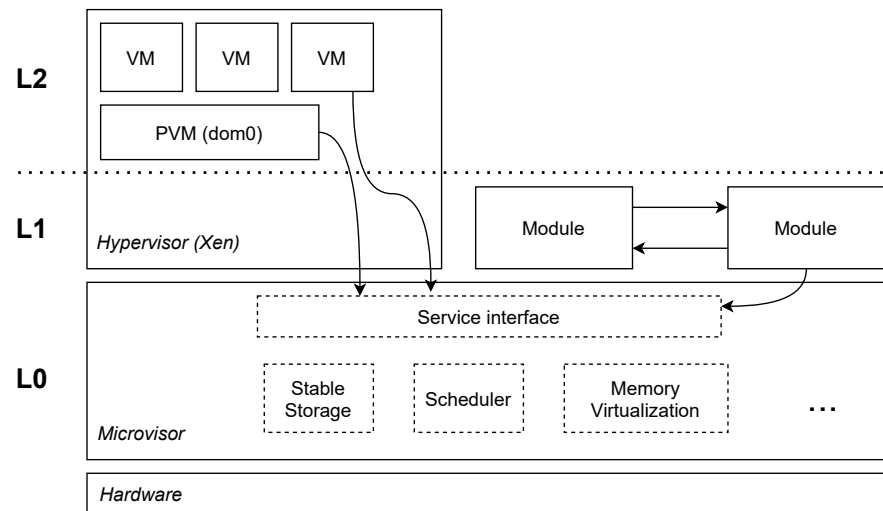 VM
VM
VM
L2
PVM (dom0)
L1
Hypervisor (Xen)
Module
Module
Service interface
L0
Stable
Storage
Scheduler
Memory
Virtualization
...
Microvisor
Hardware